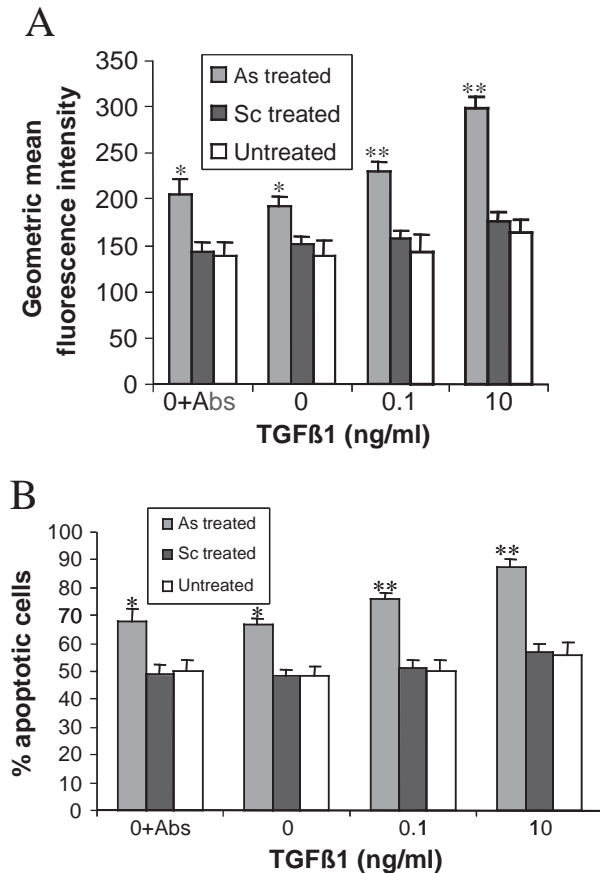 A
Geometric mean
fluorescence intensity
350
300
250
200
150
100
50
0
As treated
Sc treated
Untreated
*
*
**
**
0+Abs
0
0.1
10
TGFß1 (ng/ml)
B
% apoptotic cells
100
90
80
70
60
50
40
30
20
10
0
As treated
Sc treated
Untreated
*
*
**
**
0+Abs
0
0.1
10
TGFß1 (ng/ml)